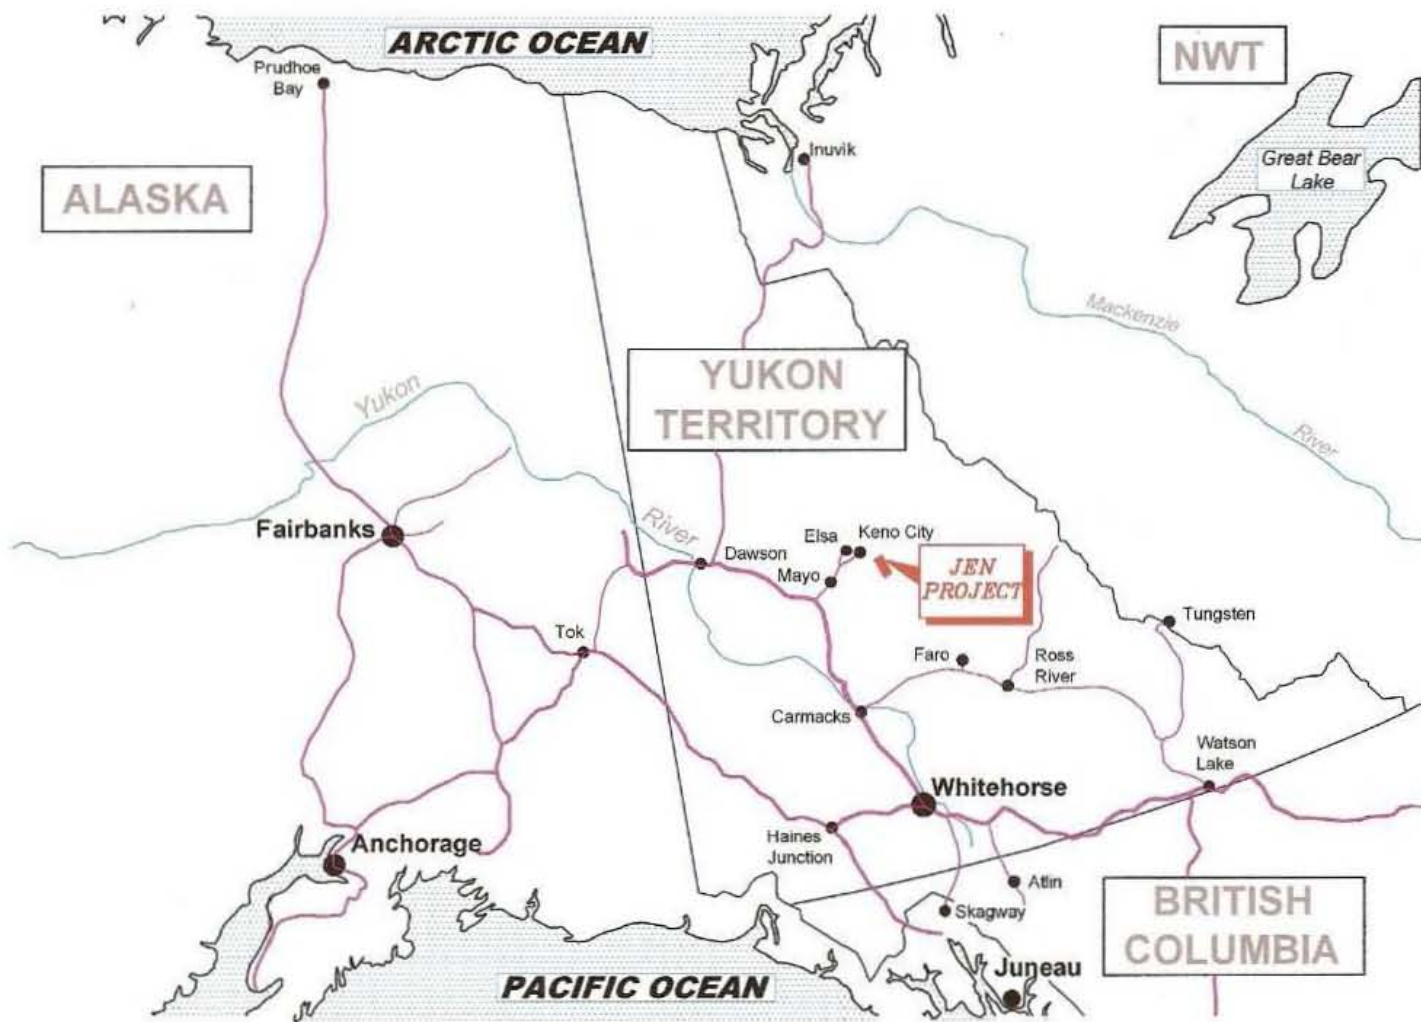 ARCTIC OCEAN
NWT
Prudhoe
Bay
Great Bear
Lake
Inuvik
ALASKA
Mackenzie
River
YUKON
TERRITORY
Yukon
River
Fairbanks
Dawson
Elsa
Keno City
Mayo
JEN
PROJECT
Tungsten
Tok
Faro
Ross
River
Carmacks
Watson
Lake
Whitehorse
Haines
Junction
Anchorage
Atlin
Skagway
BRITISH
COLUMBIA
Juneau
PACIFIC OCEAN